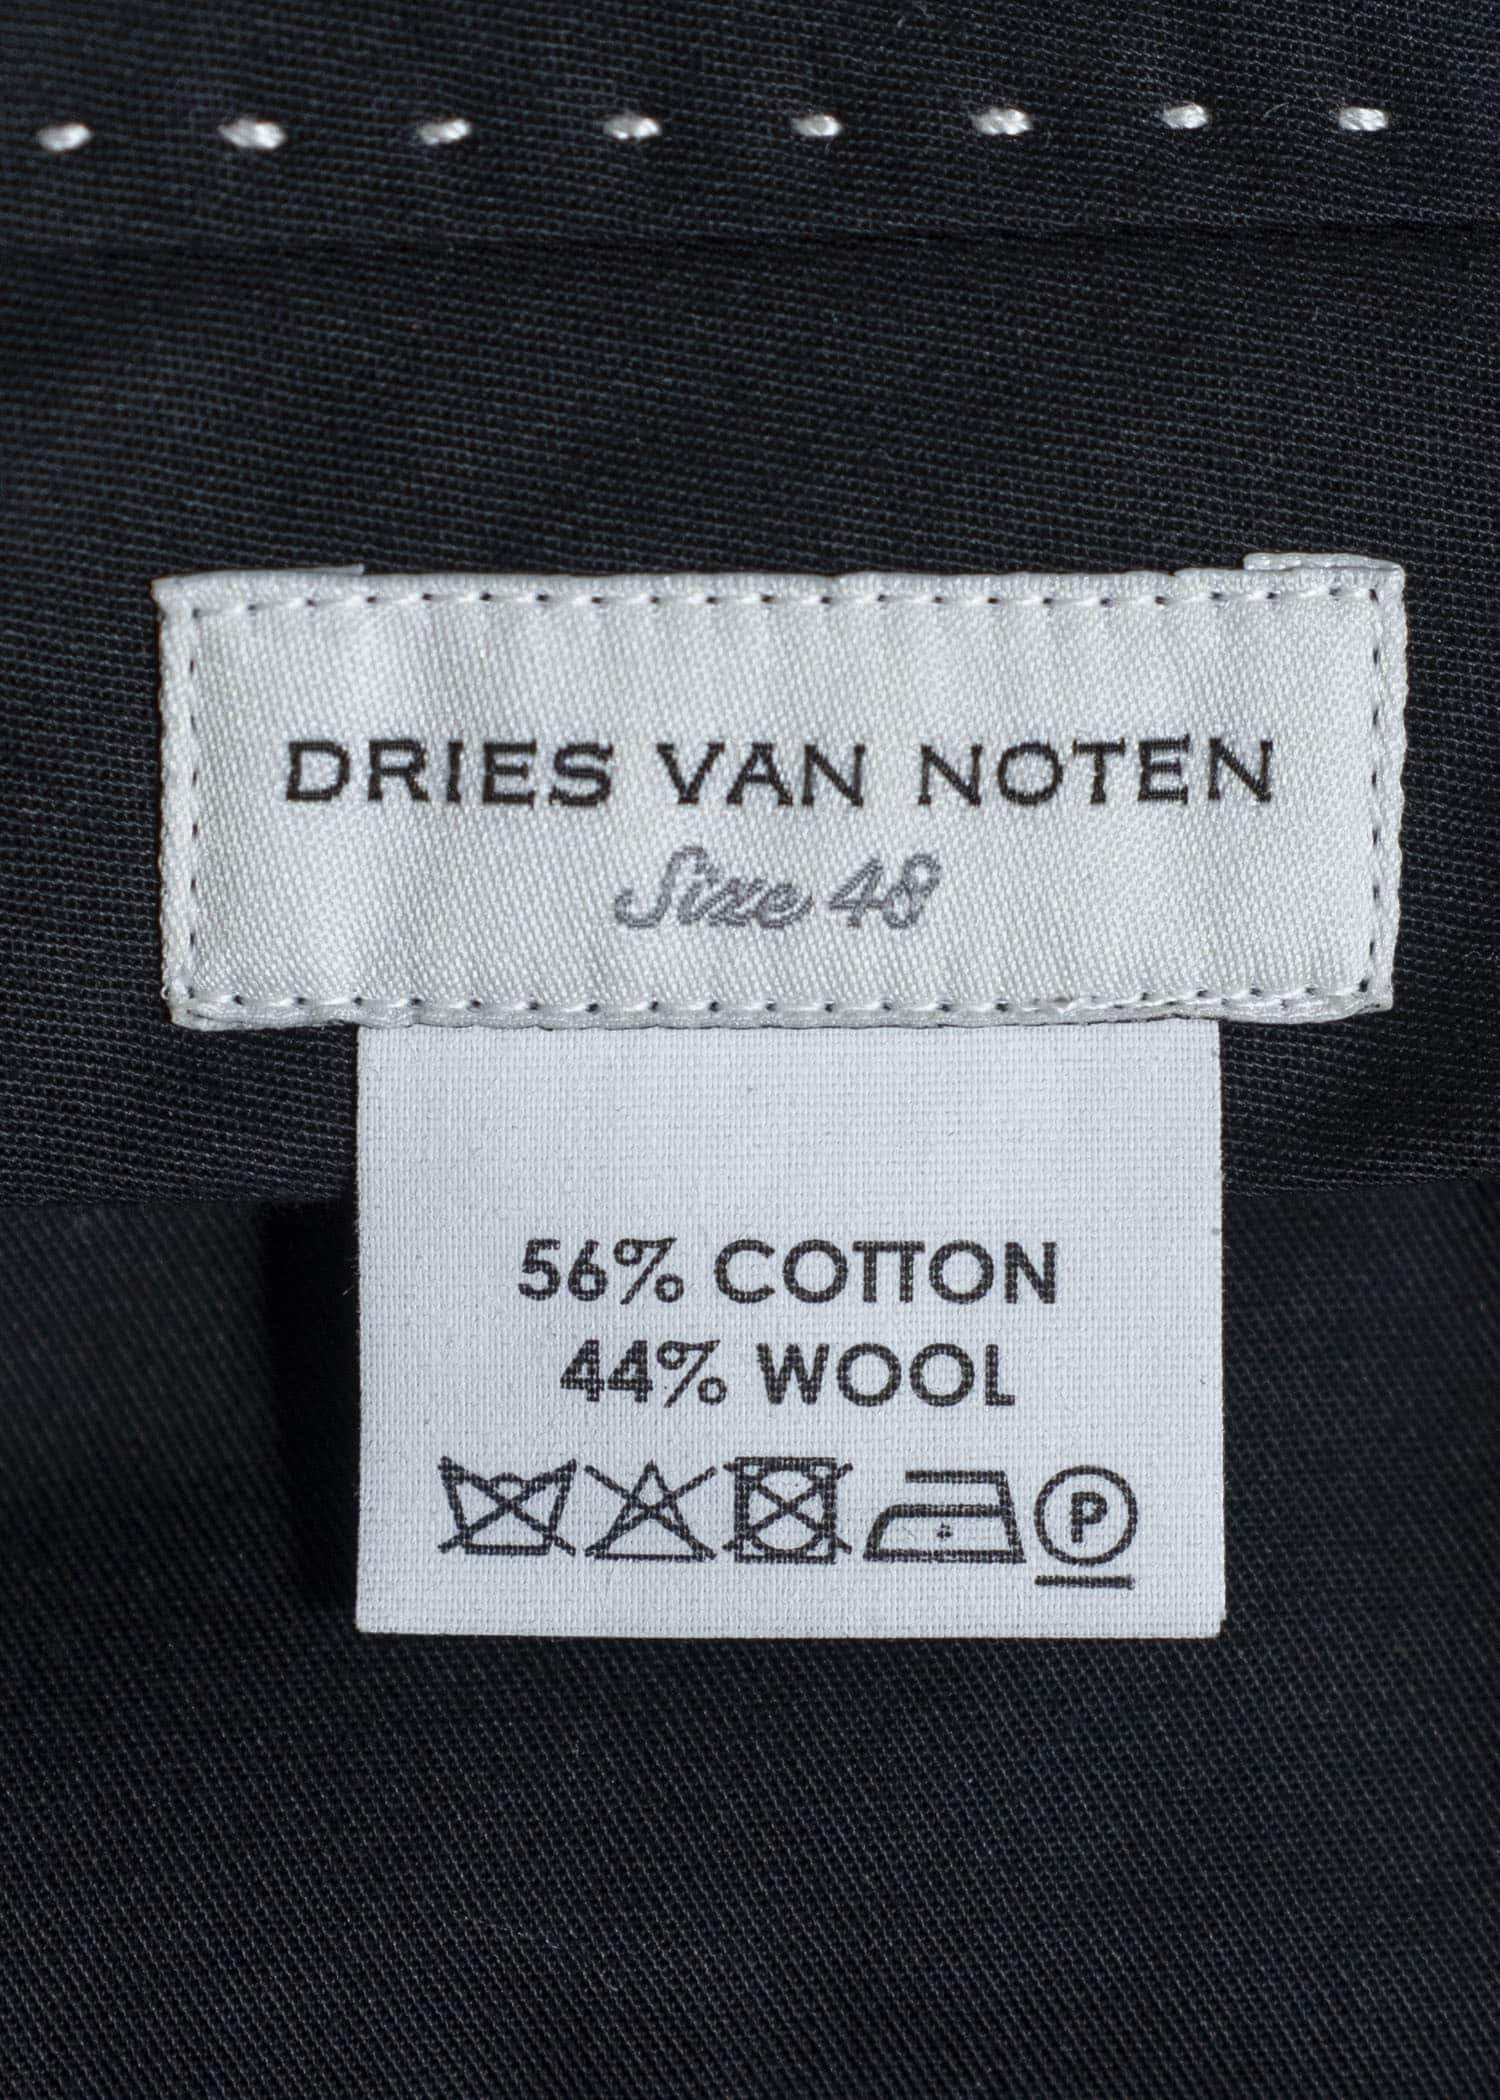 DRIES VAN NOTEN
Size 48
56% COTTON
44% WOOL
P